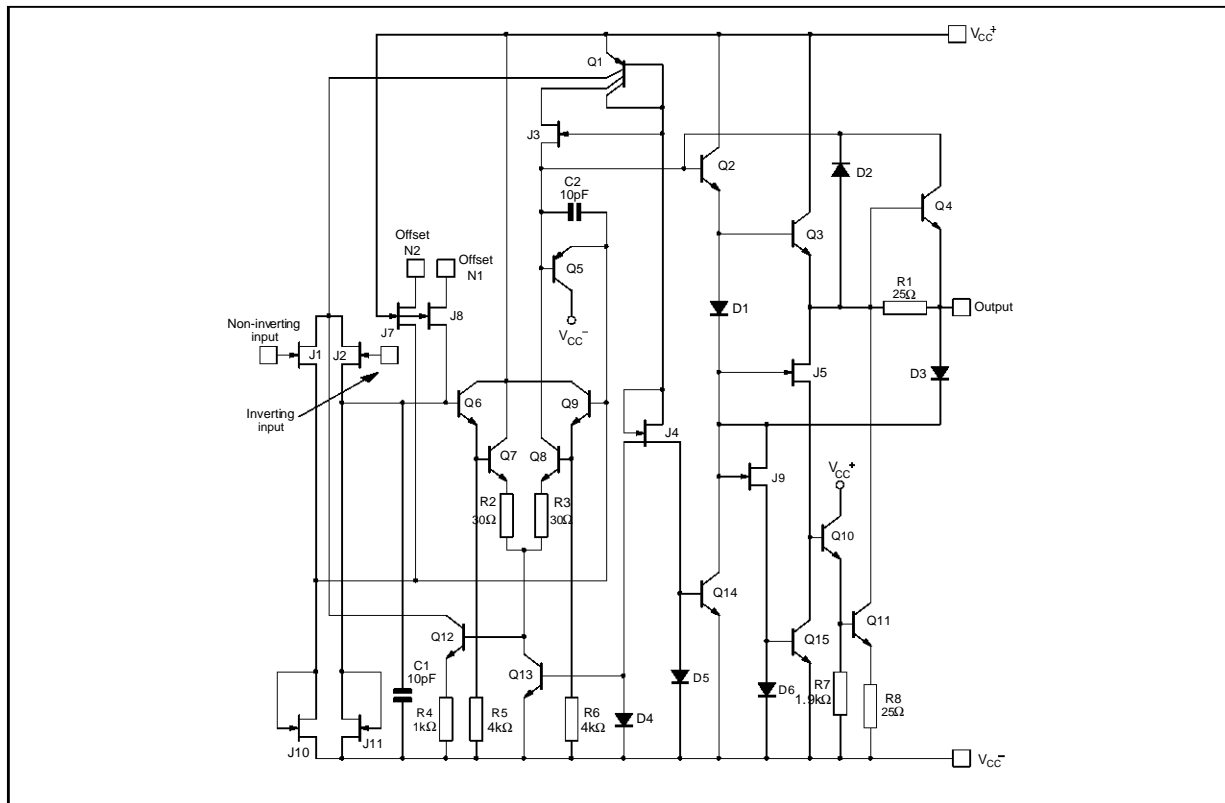 VCC+
Q1
J3
Q2
D2
Q4
C2
10pF
Offset
N2
Offset
N1
Q3
Q5
R1
25Ω
Output
D1
VCC−
J7
J8
Non-inverting
input
J1
J2
J5
D3
Q6
Q9
Inverting
input
J4
Q7
Q8
J9
VCC+
R2
30Ω
R3
30Ω
Q10
Q14
Q12
Q11
Q15
C1
10pF
Q13
D5
D6
R7
1.9kΩ
R8
25Ω
R4
1kΩ
R5
4kΩ
R6
4kΩ
D4
J10
J11
VCC−